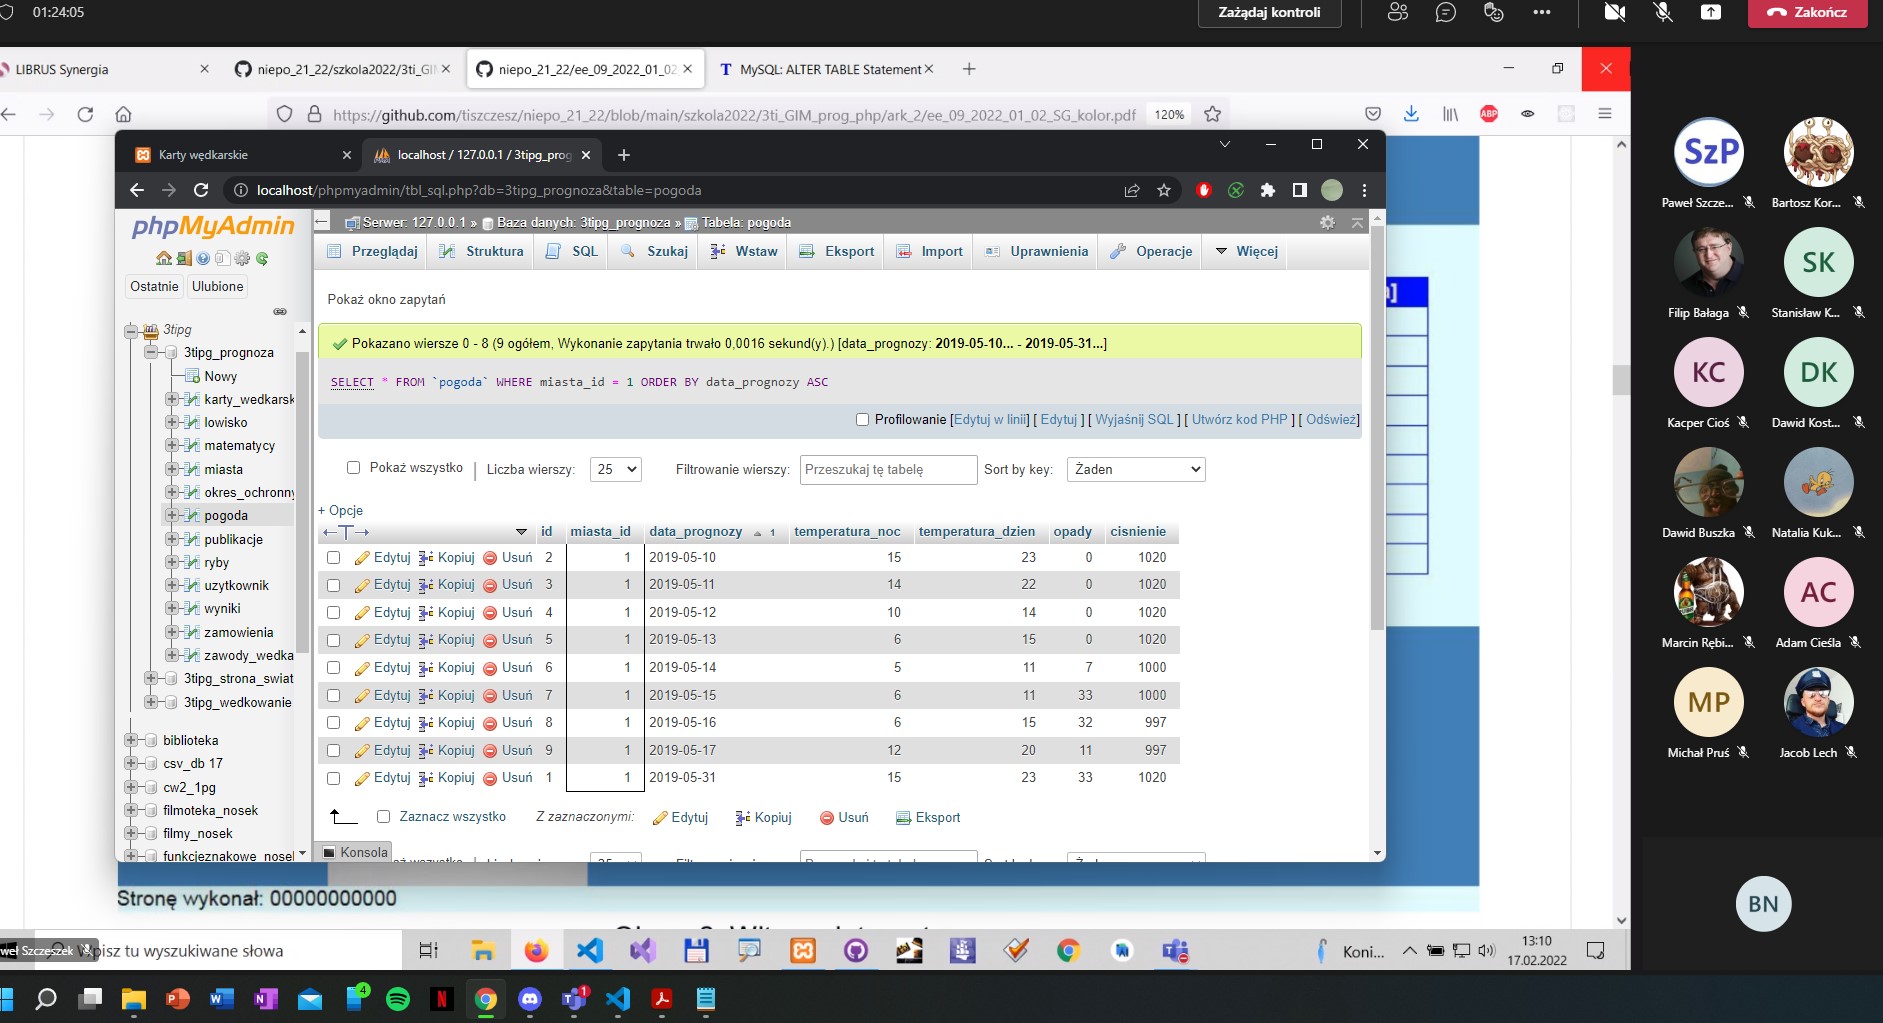 01:24:05
Zażądaj kontroli
Zakończ
LIBRUS Synergia
niepo_21_22/szkola2022/3ti_GI
niepo_21_22/ee_09_2022_01_02_
MySQL: ALTER TABLE Statement
https://github.com/tiszczesz/niepo_21_22/blob/main/szkola2022/3ti_GIM_prog_php/ark_2/ee_09_2022_01_02_SG_kolor.pdf
120%
ABP
Karty wędkarskie
localhost / 127.0.0.1 / 3tipg_prog
localhost/phpmyadmin/tbl_sql.php?db=3tipg_prognoza&table=pogoda
phpMyAdmin
Ostatnie
Ulubione
3tipg
3tipg_prognoza
Nowy
karty_wedkarsk
lowisko
matematycy
miasta
okres_ochronny
pogoda
publikacje
ryby
uzytkownik
wyniki
zamowienia
zawody_wedka
3tipg_strona_swiat
3tipg_wedkowanie
biblioteka
csv_db 17
cw2_1pg
filmoteka_nosek
filmy_nosek
funkcjeznakowe_nosel
Serwer: 127.0.0.1 » Baza danych: 3tipg_prognoza » Tabela: pogoda
Przeglądaj Struktura SQL Szukaj Wstaw Eksport Import Uprawnienia Operacje Więcej
Pokaż okno zapytań
Pokazano wiersze 0 - 8 (9 ogółem, Wykonanie zapytania trwało 0,0016 sekund(y).) [data_prognozy: 2019-05-10... - 2019-05-31...]
SELECT * FROM `pogoda` WHERE miasta_id = 1 ORDER BY data_prognozy ASC
Profilowanie [Edytuj w linii] [ Edytuj ] [ Wyjaśnij SQL ] [ Utwórz kod PHP ] [ Odśwież]
Pokaż wszystko | Liczba wierszy: 25 Filtrowanie wierszy: Przeszukaj tę tabelę Sort by key: Żaden
+ Opcje
id miasta_id data_prognozy 1 temperatura_noc temperatura_dzien opady cisnienie
Edytuj Kopiuj Usuń 2 1 2019-05-10 15 23 0 1020
Edytuj Kopiuj Usuń 3 1 2019-05-11 14 22 0 1020
Edytuj Kopiuj Usuń 4 1 2019-05-12 10 14 0 1020
Edytuj Kopiuj Usuń 5 1 2019-05-13 6 15 0 1020
Edytuj Kopiuj Usuń 6 1 2019-05-14 5 11 7 1000
Edytuj Kopiuj Usuń 7 1 2019-05-15 6 11 33 1000
Edytuj Kopiuj Usuń 8 1 2019-05-16 6 15 32 997
Edytuj Kopiuj Usuń 9 1 2019-05-17 12 20 11 997
Edytuj Kopiuj Usuń 1 1 2019-05-31 15 23 33 1020
Zaznacz wszystko Z zaznaczonymi: Edytuj Kopiuj Usuń Eksport
Konsola
Stronę wykonał: 00000000000
SzP
Paweł Szcze...
Bartosz Kor...
Filip Bałaga
SK
Stanisław K...
KC
Kacper Cioś
DK
Dawid Kost...
Dawid Buszka
Natalia Kuk...
Marcin Rębi...
AC
Adam Cieśla
MP
Michał Pruś
Jacob Lech
BN
weł Szczeszek
pisz tu wyszukiwane słowa
Koni...
13:10
17.02.2022
4
1